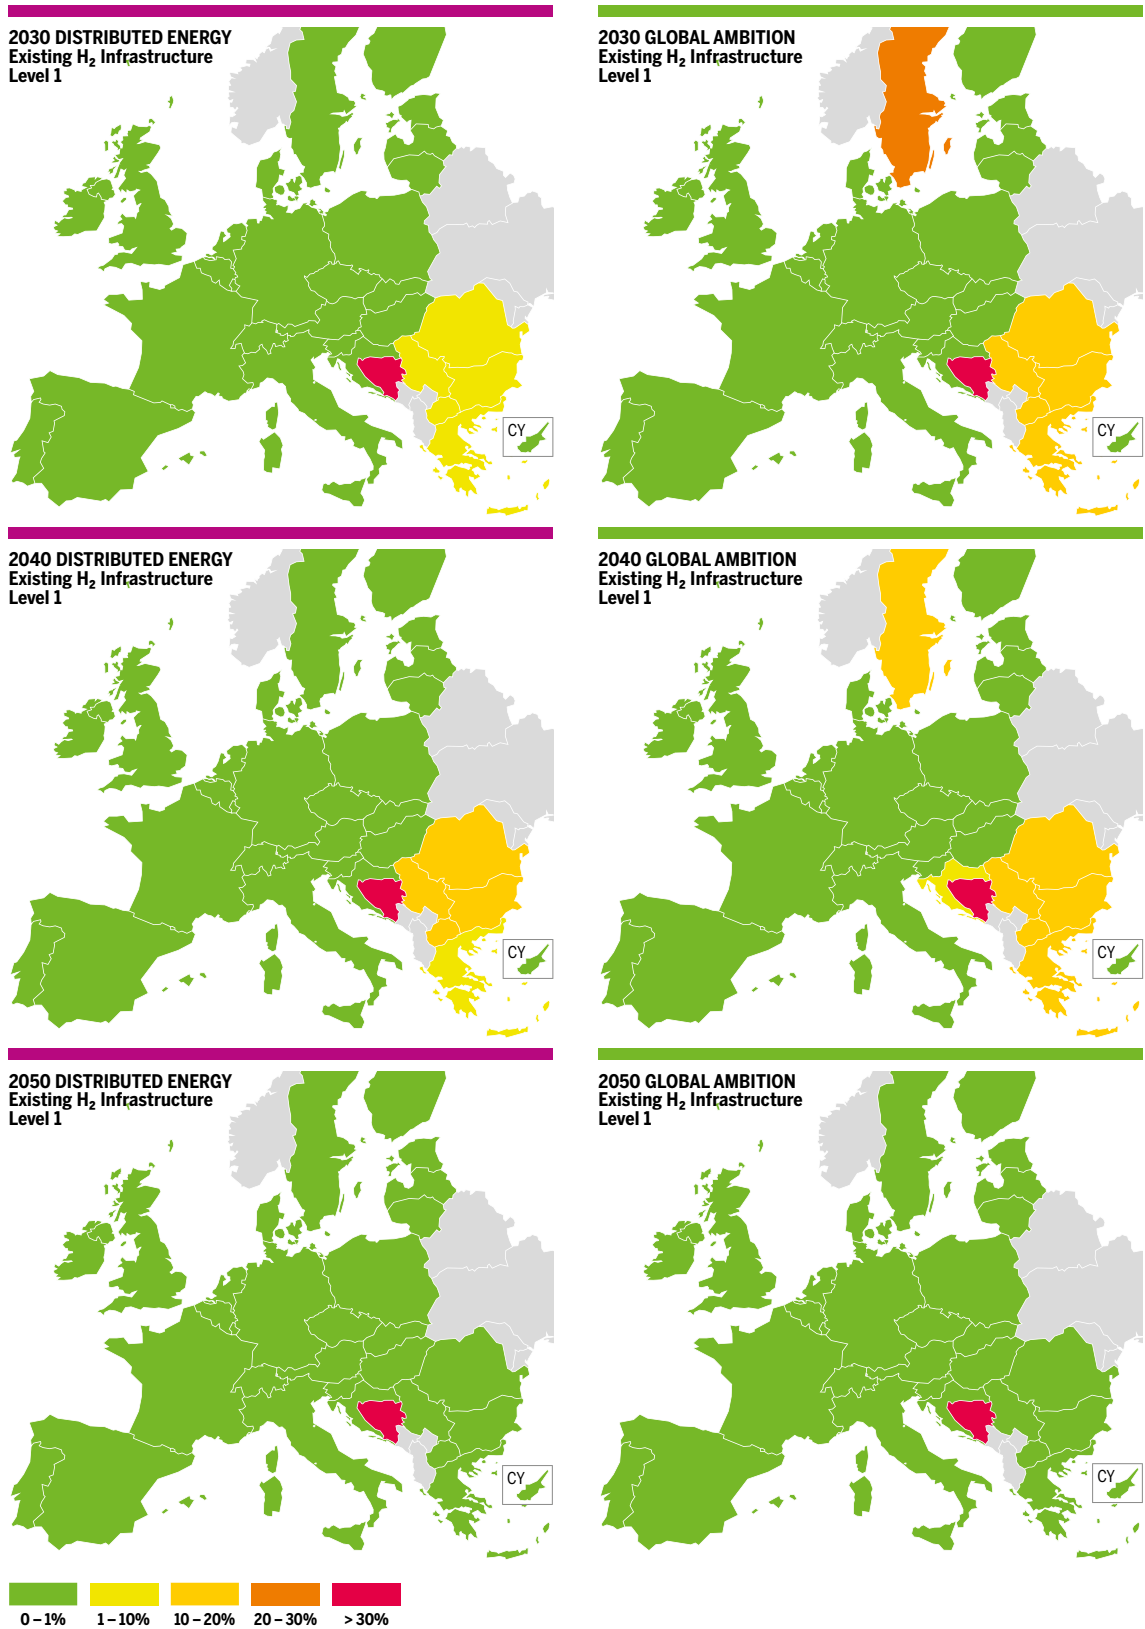 2030 DISTRIBUTED ENERGY
Existing H₂ Infrastructure
Level 1
CY
2030 GLOBAL AMBITION
Existing H₂ Infrastructure
Level 1
CY
2040 DISTRIBUTED ENERGY
Existing H₂ Infrastructure
Level 1
CY
2040 GLOBAL AMBITION
Existing H₂ Infrastructure
Level 1
CY
2050 DISTRIBUTED ENERGY
Existing H₂ Infrastructure
Level 1
CY
2050 GLOBAL AMBITION
Existing H₂ Infrastructure
Level 1
CY
0 – 1% 1 – 10% 10 – 20% 20 – 30% > 30%